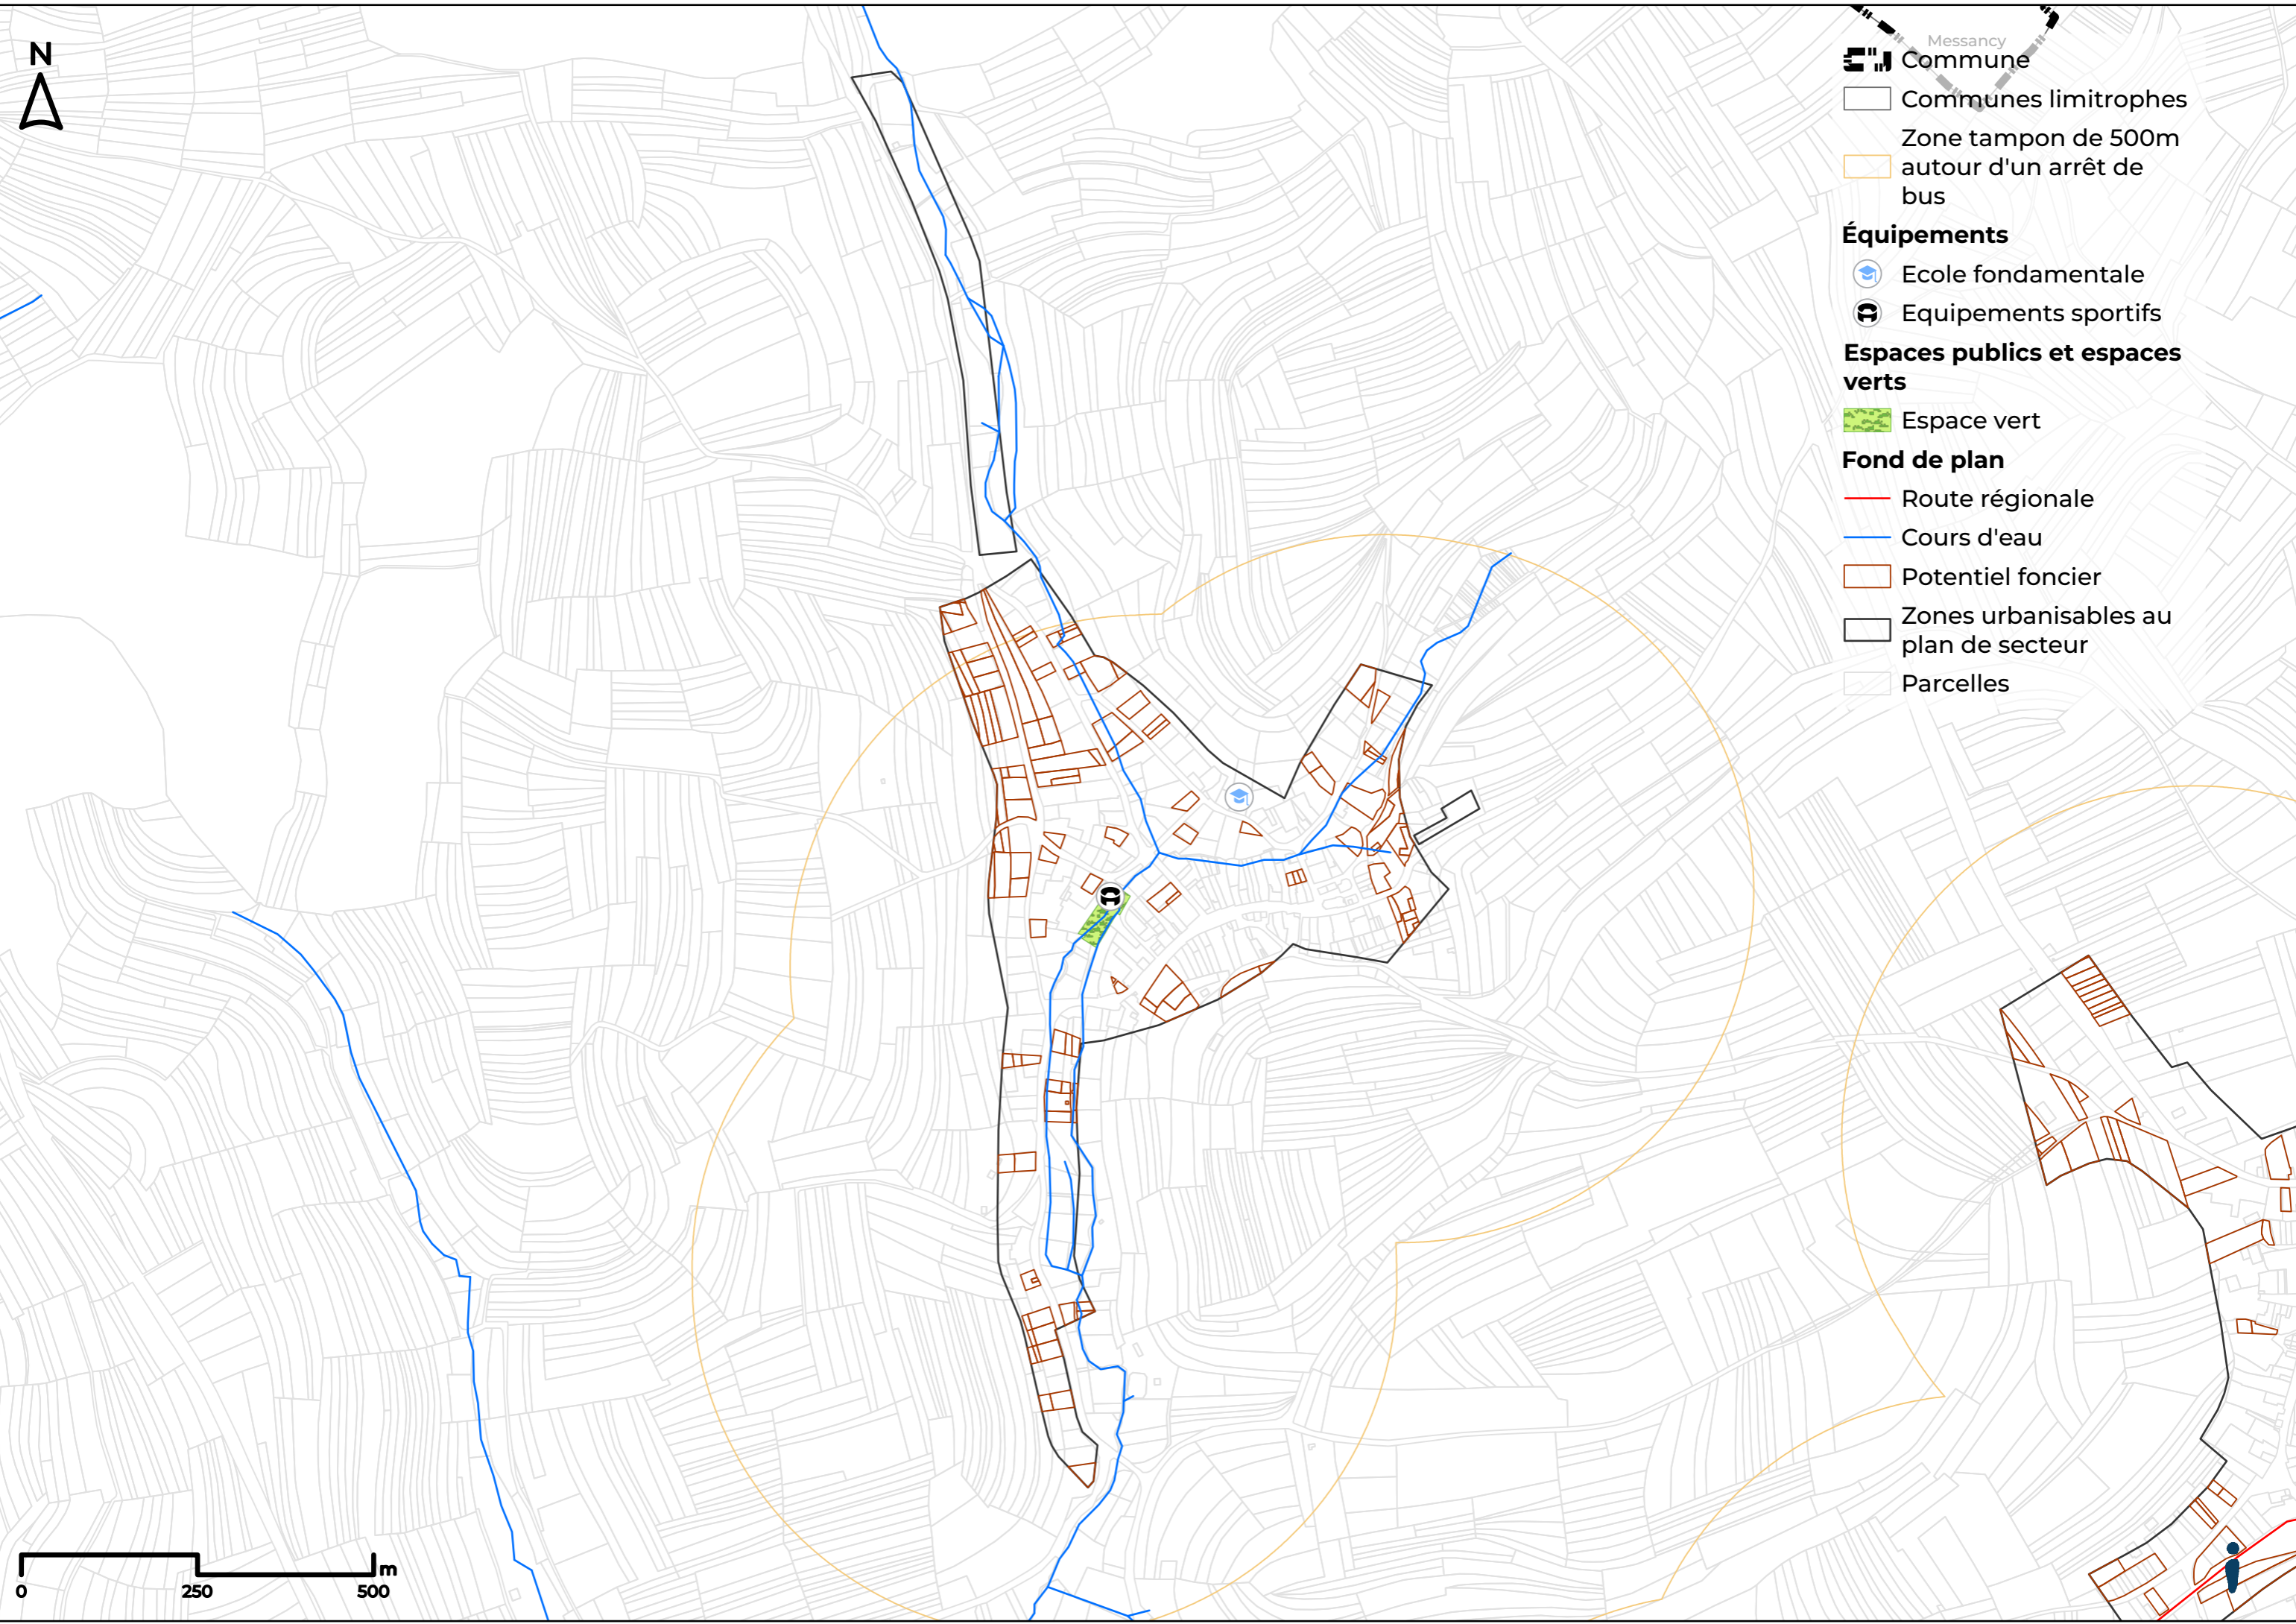 N
Messancy
Commune
Communes limitrophes
Zone tampon de 500m
autour d'un arrêt de
bus
Équipements
Ecole fondamentale
Equipements sportifs
Espaces publics et espaces
verts
Espace vert
Fond de plan
Route régionale
Cours d'eau
Potentiel foncier
Zones urbanisables au
plan de secteur
Parcelles
m
0 250 500